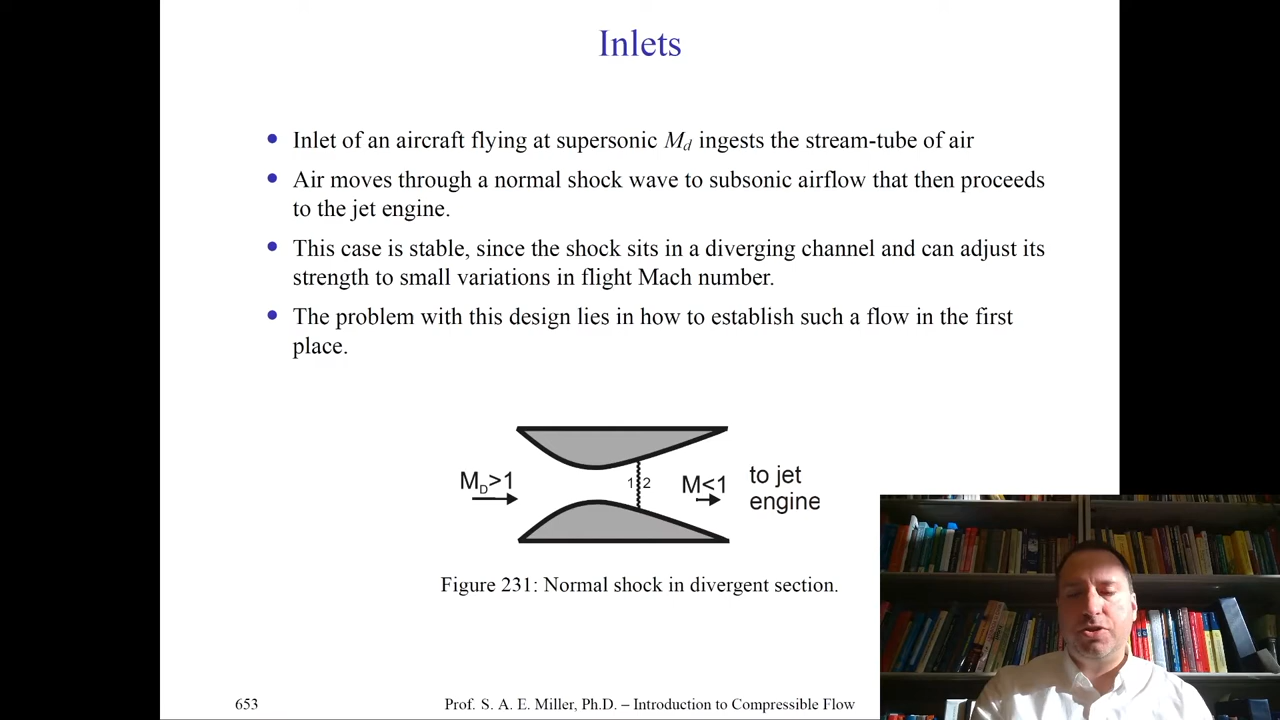 Inlets
Inlet of an aircraft flying at supersonic Md ingests the stream-tube of air
Air moves through a normal shock wave to subsonic airflow that then proceeds
to the jet engine.
This case is stable, since the shock sits in a diverging channel and can adjust its
strength to small variations in flight Mach number.
The problem with this design lies in how to establish such a flow in the first
place.
MD>1
1 2
M<1
to jet
engine
Figure 231: Normal shock in divergent section.
653
Prof. S. A. E. Miller, Ph.D. – Introduction to Compressible Flow